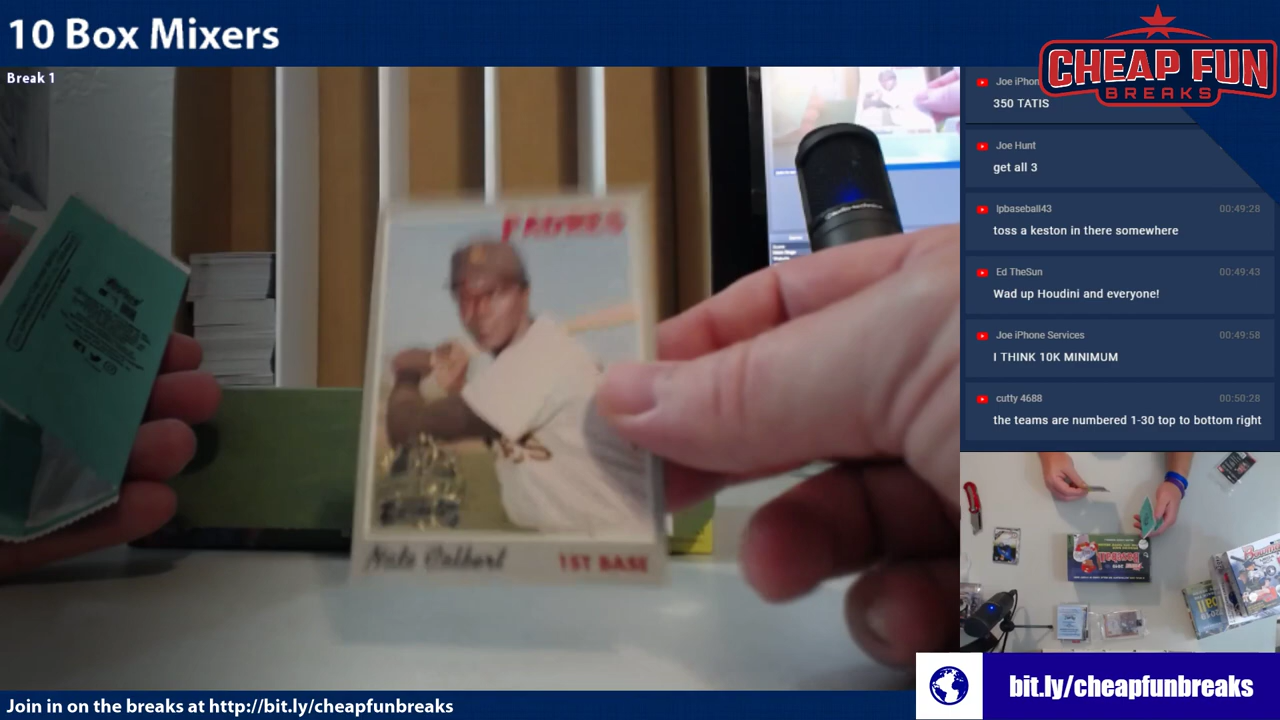 10 Box Mixers
Break 1
CHEAP FUN
BREAKS
Joe iPhon
350 TATIS
Joe Hunt
get all 3
lpbaseball43 00:49:28
toss a keston in there somewhere
Ed TheSun 00:49:43
Wad up Houdini and everyone!
Joe iPhone Services 00:49:58
I THINK 10K MINIMUM
cutty 4688 00:50:28
the teams are numbered 1-30 top to bottom right
PADRES
Nate Colbert 1ST BASE
bit.ly/cheapfunbreaks
Join in on the breaks at http://bit.ly/cheapfunbreaks